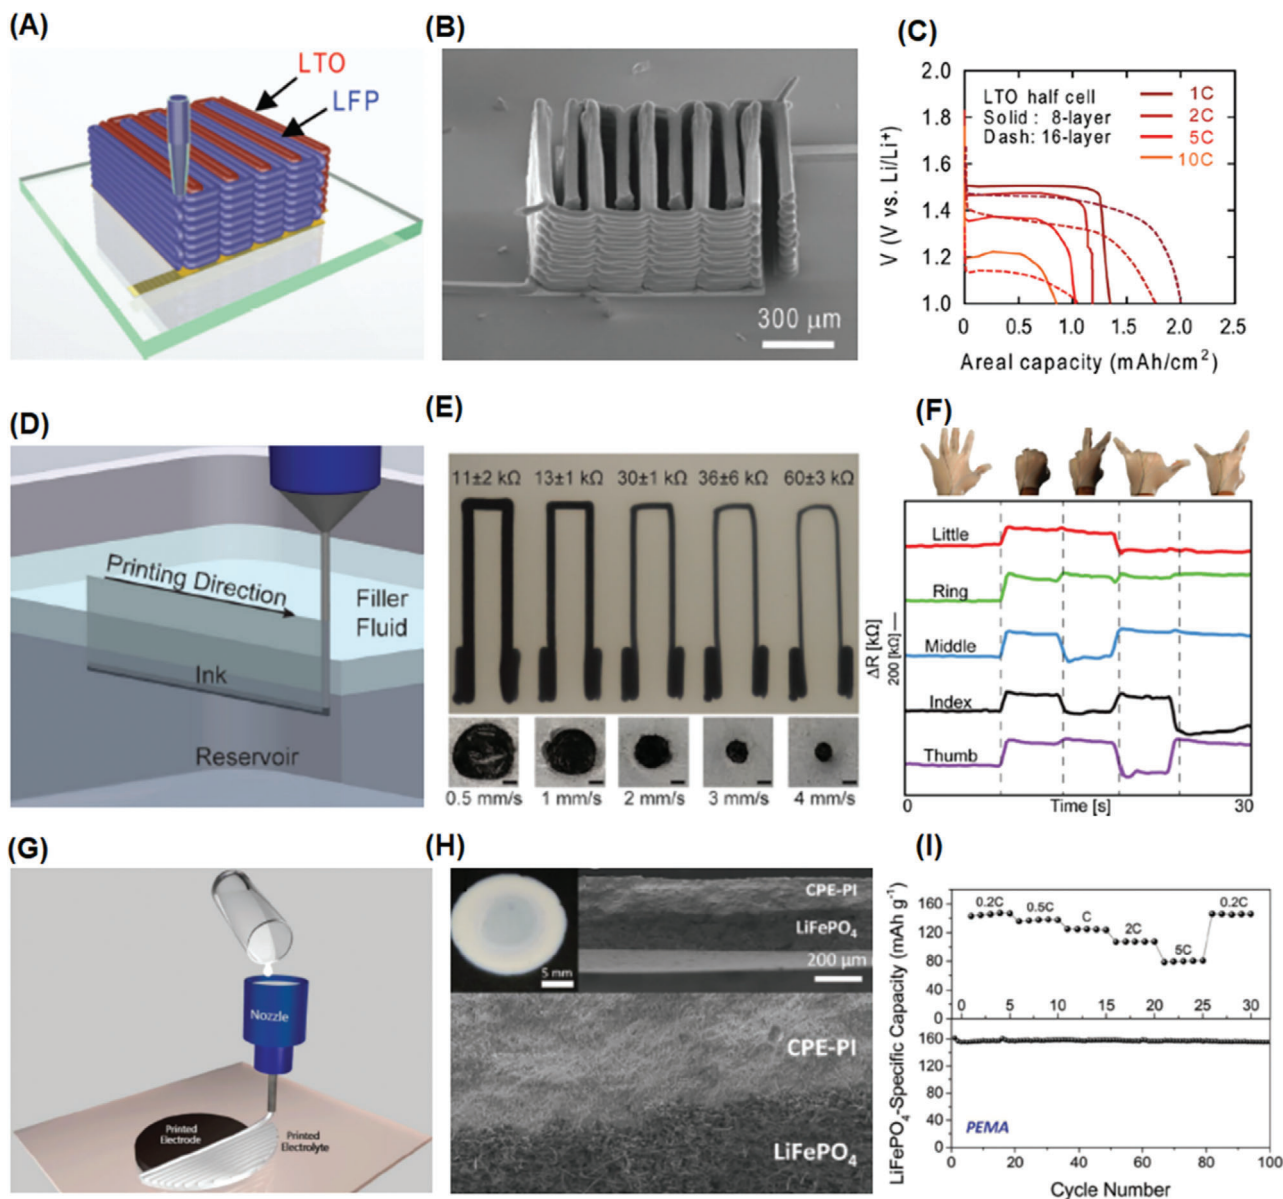 (A)
LTO
LFP
(B)
300 μm
(C)
2.0
1.8
1.6
1.4
1.2
1.0
V (V vs. Li/Li⁺)
LTO half cell
Solid : 8-layer
Dash: 16-layer
1C
2C
5C
10C
0
0.5
1.0
1.5
2.0
2.5
Areal capacity (mAh/cm²)
(D)
Printing Direction
Filler
Fluid
Ink
Reservoir
(E)
11±2 kΩ 13±1 kΩ 30±1 kΩ 36±6 kΩ 60±3 kΩ
0.5 mm/s 1 mm/s 2 mm/s 3 mm/s 4 mm/s
(F)
Little
Ring
Middle
Index
Thumb
ΔR [kΩ]
200 [kΩ]
0
Time [s]
30
(G)
Nozzle
Printed
Electrode
Printed
Electrolyte
(H)
CPE-PI
LiFePO₄
200 μm
5 mm
CPE-PI
LiFePO₄
(I)
LiFePO₄-Specific Capacity (mAh g⁻¹)
160
120
80
40
0
0.2C
0.5C
C
2C
5C
0.2C
0 5 10 15 20 25 30
160
120
80
40
0
PEMA
0 20 40 60 80 100
Cycle Number